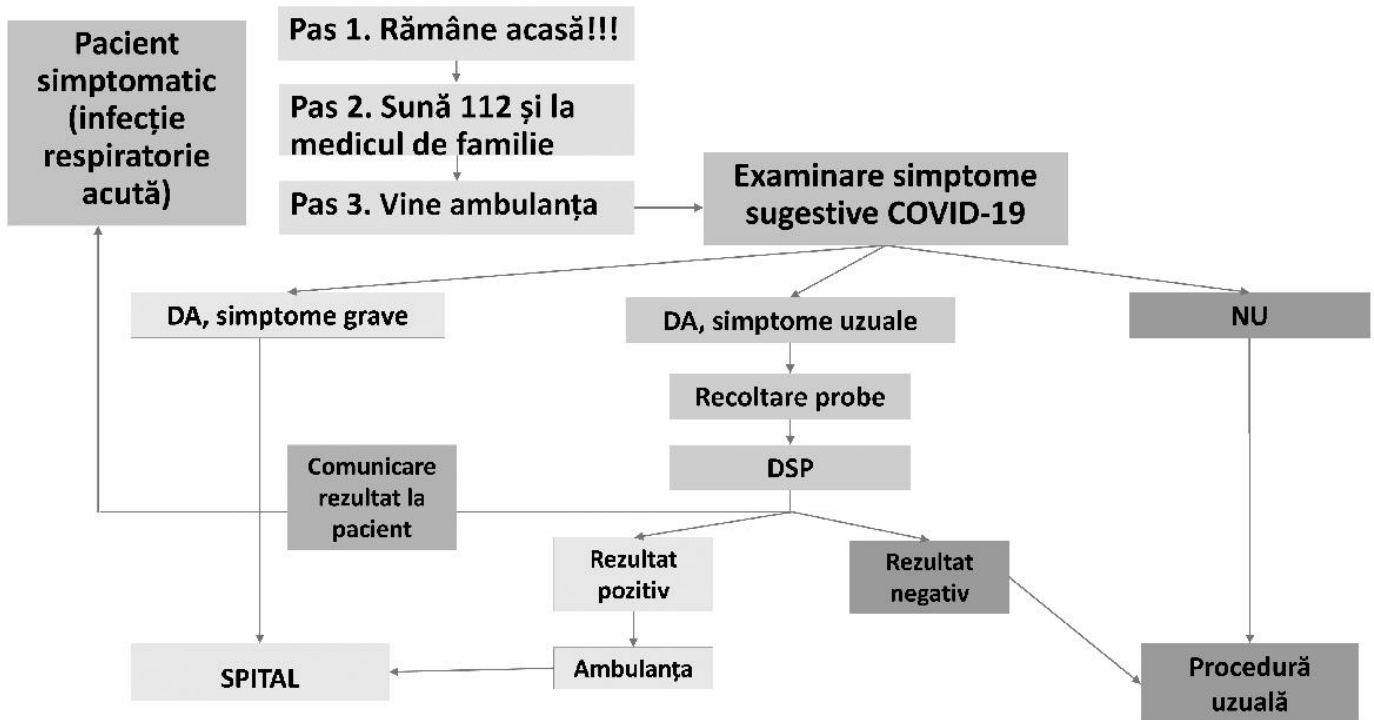 Pacient
simptomatic
(infecție
respiratorie
acută)
Pas 1. Rămâne acasă!!!
Pas 2. Sună 112 și la
medicul de familie
Pas 3. Vine ambulanța
Examinare simptome
sugestive COVID-19
DA, simptome grave
DA, simptome uzuale
NU
Recoltare probe
DSP
Comunicare
rezultat la
pacient
Rezultat
pozitiv
Rezultat
negativ
SPITAL
Ambulanța
Procedură
uzuală